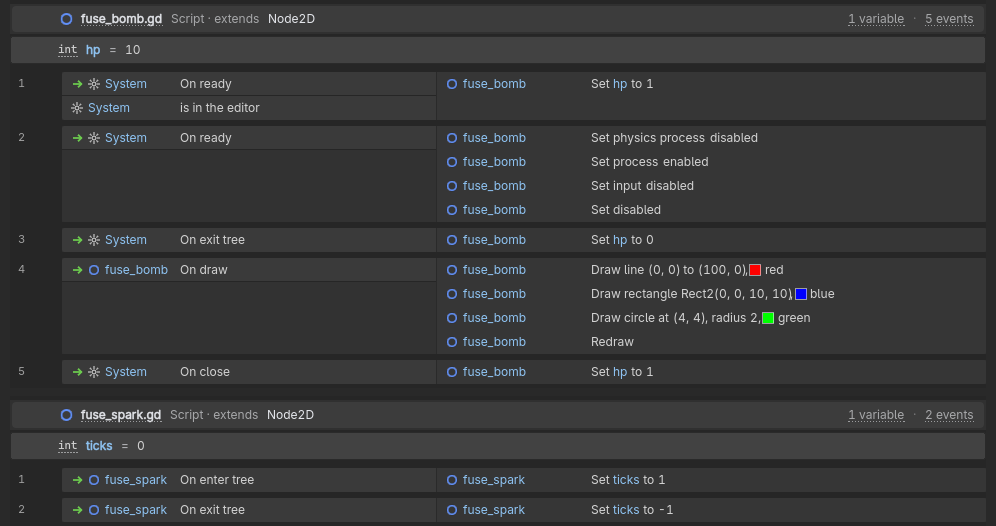 fuse_bomb.gd Script · extends Node2D 1 variable · 5 events
int hp = 10
1 System On ready fuse_bomb Set hp to 1
System is in the editor
2 System On ready fuse_bomb Set physics process disabled
fuse_bomb Set process enabled
fuse_bomb Set input disabled
fuse_bomb Set disabled
3 System On exit tree fuse_bomb Set hp to 0
4 fuse_bomb On draw fuse_bomb Draw line (0, 0) to (100, 0), red
fuse_bomb Draw rectangle Rect2(0, 0, 10, 10), blue
fuse_bomb Draw circle at (4, 4), radius 2, green
fuse_bomb Redraw
5 System On close fuse_bomb Set hp to 1
fuse_spark.gd Script · extends Node2D 1 variable · 2 events
int ticks = 0
1 fuse_spark On enter tree fuse_spark Set ticks to 1
2 fuse_spark On exit tree fuse_spark Set ticks to -1